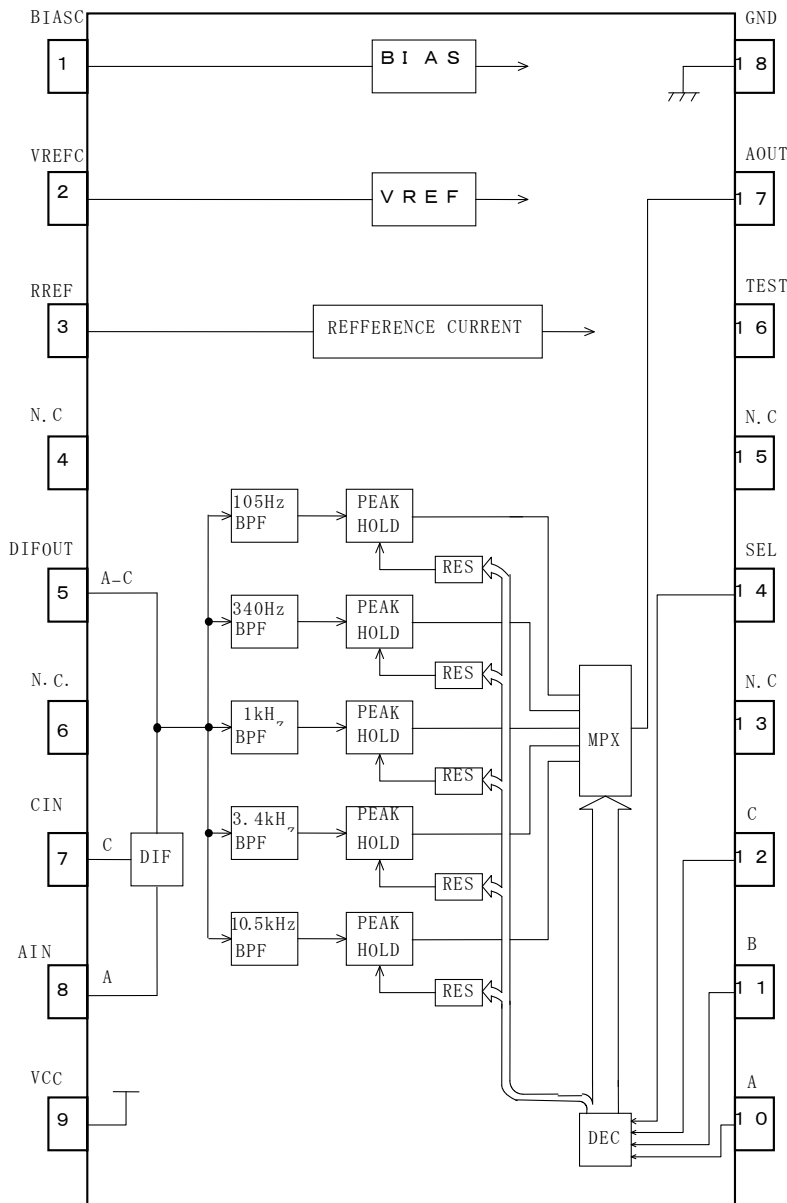 BIASC
GND
1
BIAS
18
VREFC
AOUT
2
VREF
17
RREF
TEST
3
REFFERENCE CURRENT
16
N.C
N.C
4
15
105Hz
BPF
PEAK
HOLD
DIFOUT
SEL
RES
5
A-C
14
340Hz
BPF
PEAK
HOLD
N.C.
N.C
RES
6
1kHz
BPF
PEAK
HOLD
MPX
13
RES
CIN
C
3.4kHz
BPF
PEAK
HOLD
7
C
DIF
12
RES
10.5kHz
BPF
PEAK
HOLD
AIN
B
8
A
RES
11
VCC
A
9
DEC
10